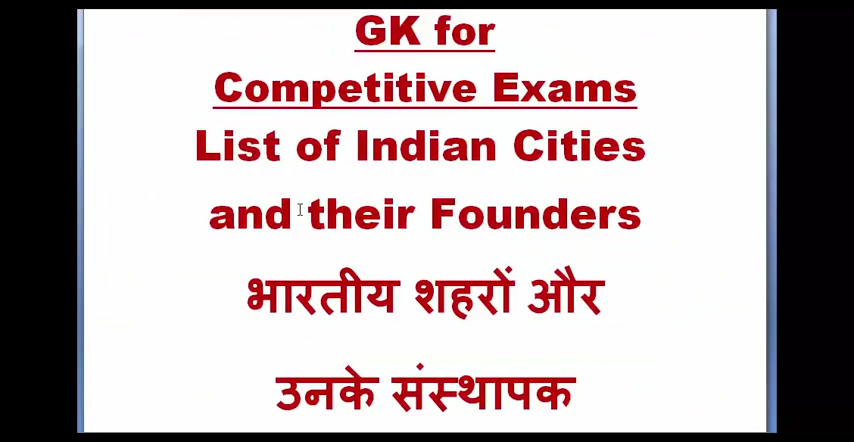 GK for
Competitive Exams
List of Indian Cities
and their Founders
भारतीय शहरों और
उनके संस्थापक